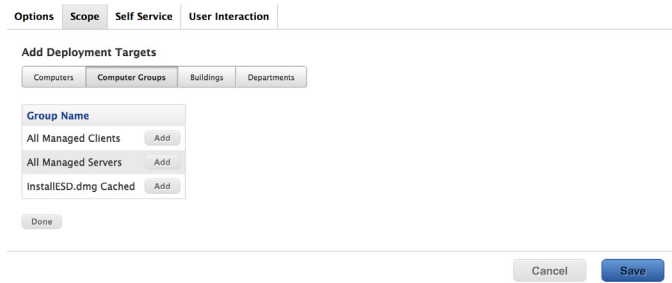 Options Scope Self Service User Interaction
Add Deployment Targets
Computers Computer Groups Buildings Departments
Group Name
All Managed Clients Add
All Managed Servers Add
InstallESD.dmg Cached Add
Done
Cancel Save